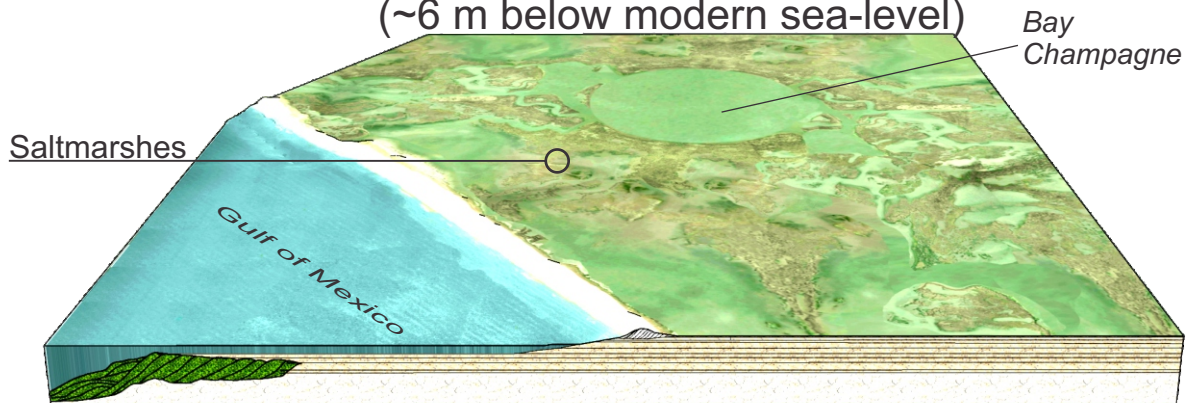 (~6 m below modern sea-level)
Bay
Champagne
Saltmarshes
Gulf of Mexico